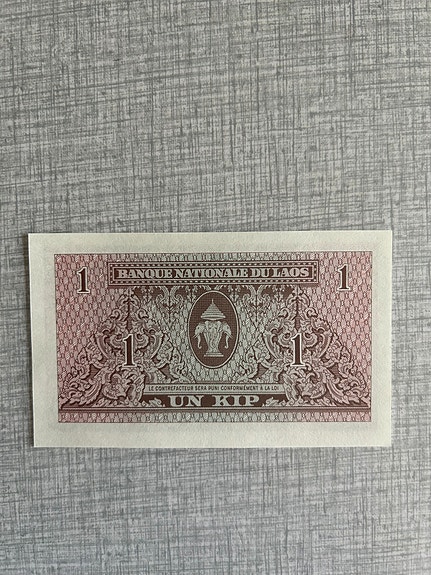 1 BANQUE NATIONALE DU LAOS 1
1 1
LE CONTREFACTEUR SERA PUNI CONFORMÉMENT À LA LOI
UN KIP